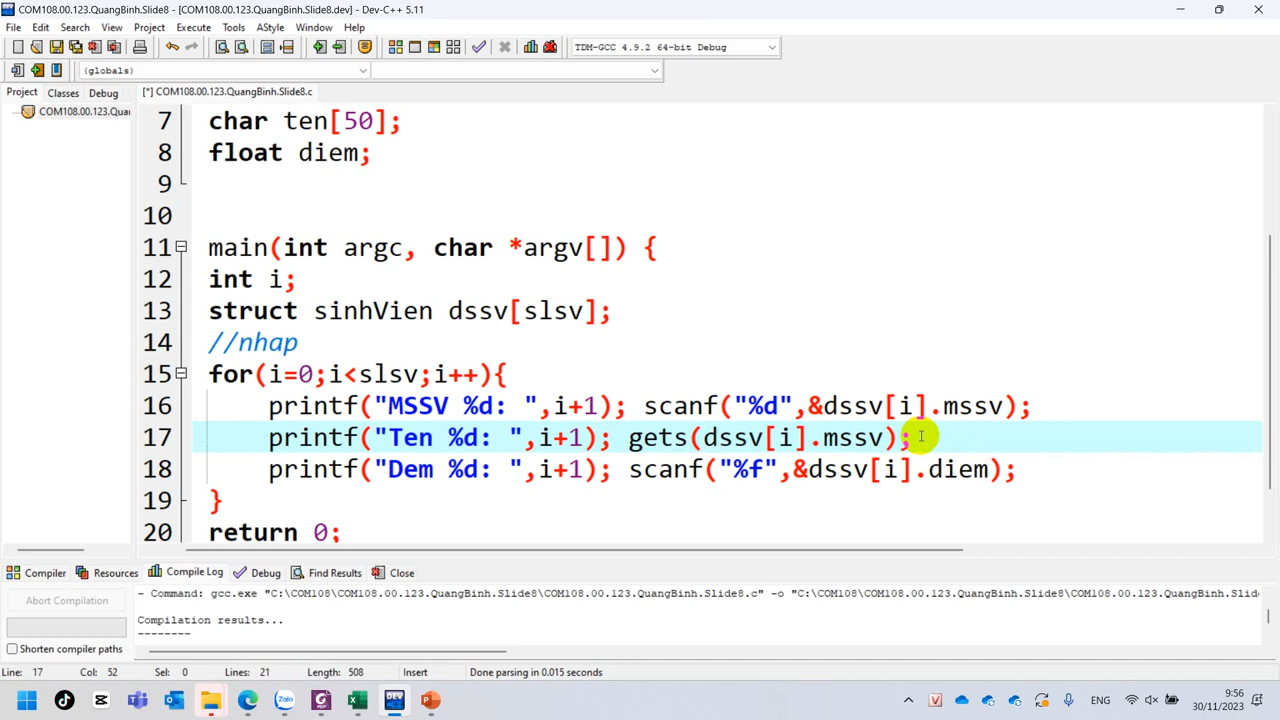 COM108.00.123.QuangBinh.Slide8 - [COM108.00.123.QuangBinh.Slide8.dev] - Dev-C++ 5.11
File Edit Search View Project Execute Tools AStyle Window Help
TDM-GCC 4.9.2 64-bit Debug
(globals)
Project Classes Debug
[*] COM108.00.123.QuangBinh.Slide8.c
COM108.00.123.Qua
7 char ten[50];
8 float diem;
9
10
11 main(int argc, char *argv[]) {
12 int i;
13 struct sinhVien dssv[slsv];
14 //nhap
15 for(i=0;i<slsv;i++){
16 printf("MSSV %d: ",i+1); scanf("%d",&dssv[i].mssv);
17 printf("Ten %d: ",i+1); gets(dssv[i].mssv);
18 printf("Dem %d: ",i+1); scanf("%f",&dssv[i].diem);
19 }
20 return 0;
Compiler Resources Compile Log Debug Find Results Close
Abort Compilation
Shorten compiler paths
- Command: gcc.exe "C:\COM108\COM108.00.123.QuangBinh.Slide8\COM108.00.123.QuangBinh.Slide8.c" -o "C:\COM108\COM108.00.123.QuangBinh.Slide8\COM108.00.123.QuangBinh.Slid
Compilation results...
--------
Line: 17 Col: 52 Sel: 0 Lines: 21 Length: 508 Insert Done parsing in 0.015 seconds
Zalo
ENG
9:56
30/11/2023